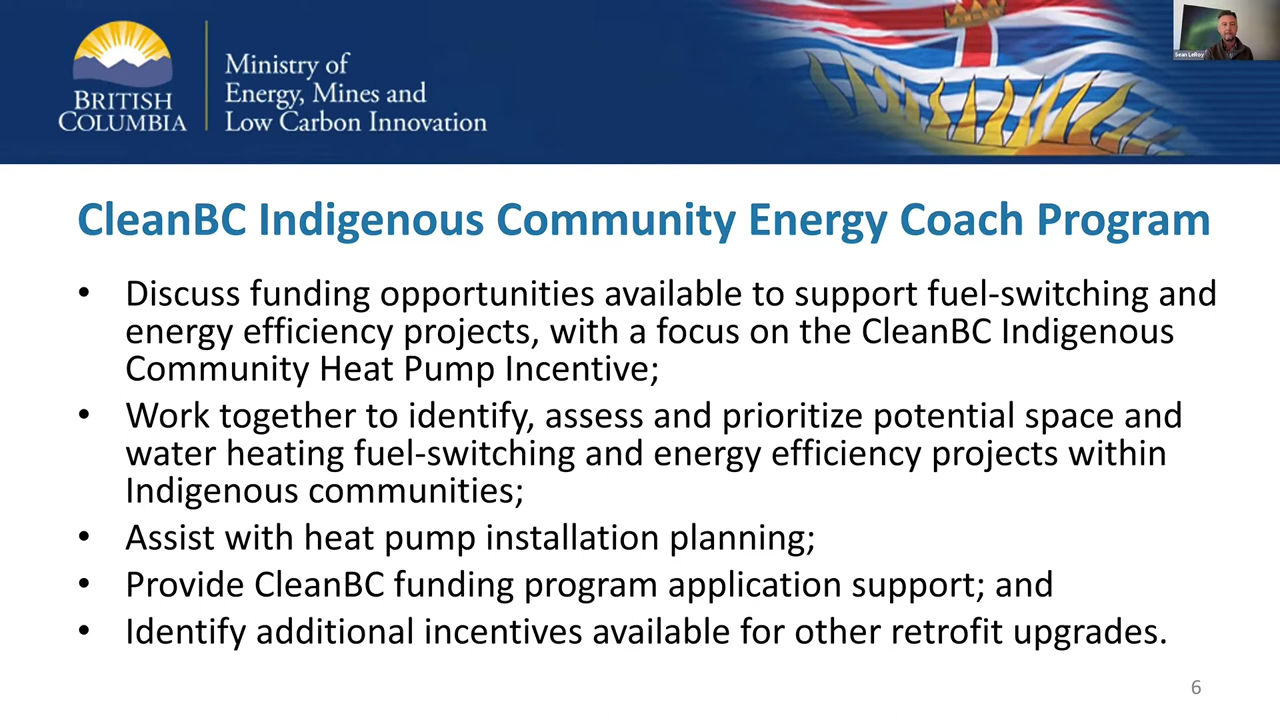 BRITISH
COLUMBIA
Ministry of
Energy, Mines and
Low Carbon Innovation
Sean LeRoy
CleanBC Indigenous Community Energy Coach Program
• Discuss funding opportunities available to support fuel-switching and
energy efficiency projects, with a focus on the CleanBC Indigenous
Community Heat Pump Incentive;
• Work together to identify, assess and prioritize potential space and
water heating fuel-switching and energy efficiency projects within
Indigenous communities;
• Assist with heat pump installation planning;
• Provide CleanBC funding program application support; and
• Identify additional incentives available for other retrofit upgrades.
6